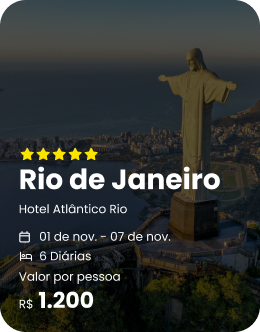 Rio de Janeiro
Hotel Atlântico Rio
01 de nov. - 07 de nov.
6 Diárias
Valor por pessoa
R$ 1.200